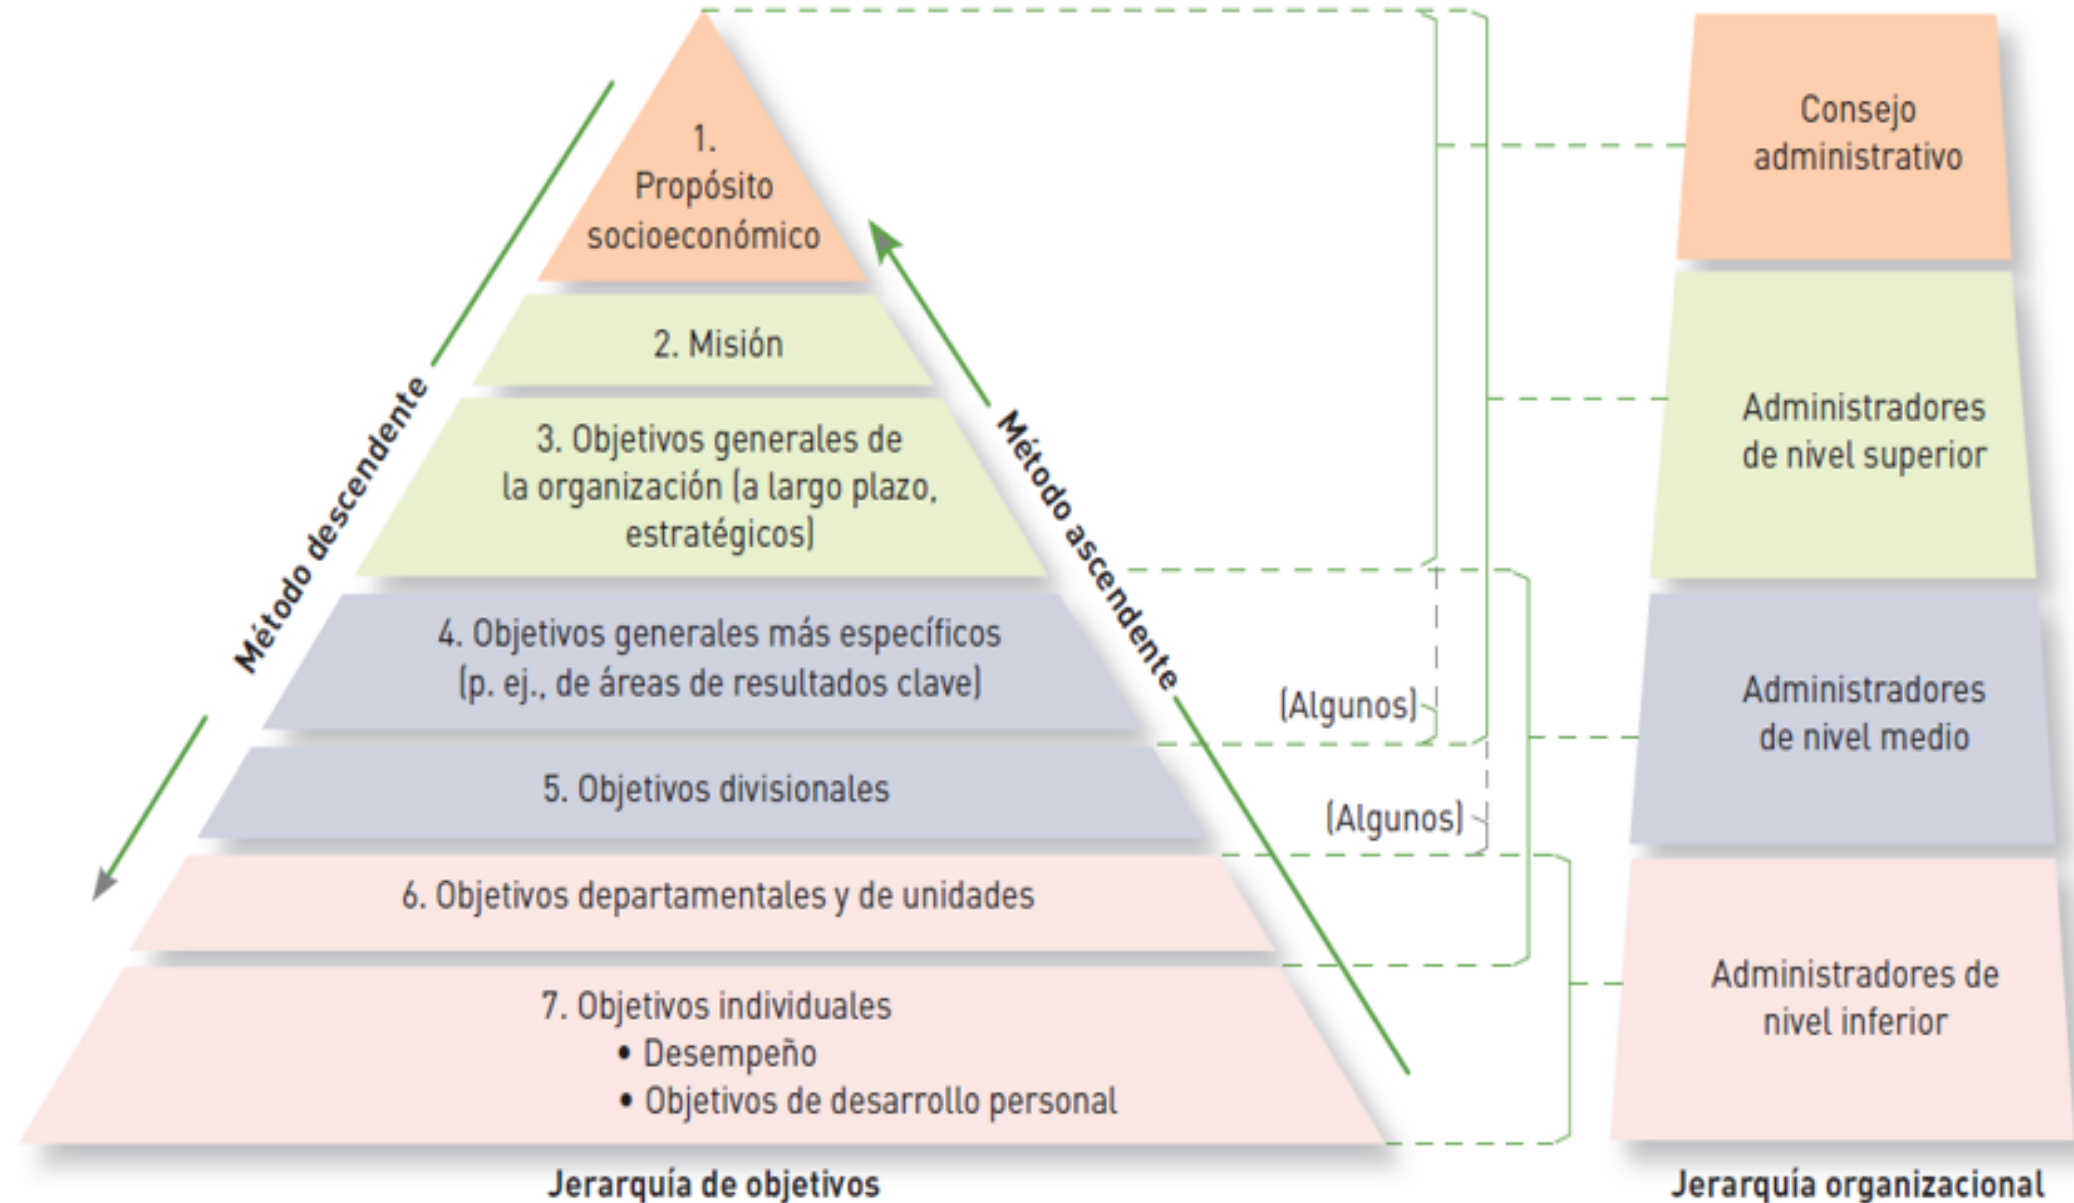 1.
Propósito
socioeconómico
2. Misión
3. Objetivos generales de
la organización (a largo plazo,
estratégicos)
4. Objetivos generales más específicos
(p. ej., de áreas de resultados clave)
5. Objetivos divisionales
6. Objetivos departamentales y de unidades
7. Objetivos individuales
• Desempeño
• Objetivos de desarrollo personal
Método descendente
Método ascendente
(Algunos)
(Algunos)
Jerarquía de objetivos
Consejo
administrativo
Administradores
de nivel superior
Administradores
de nivel medio
Administradores de
nivel inferior
Jerarquía organizacional